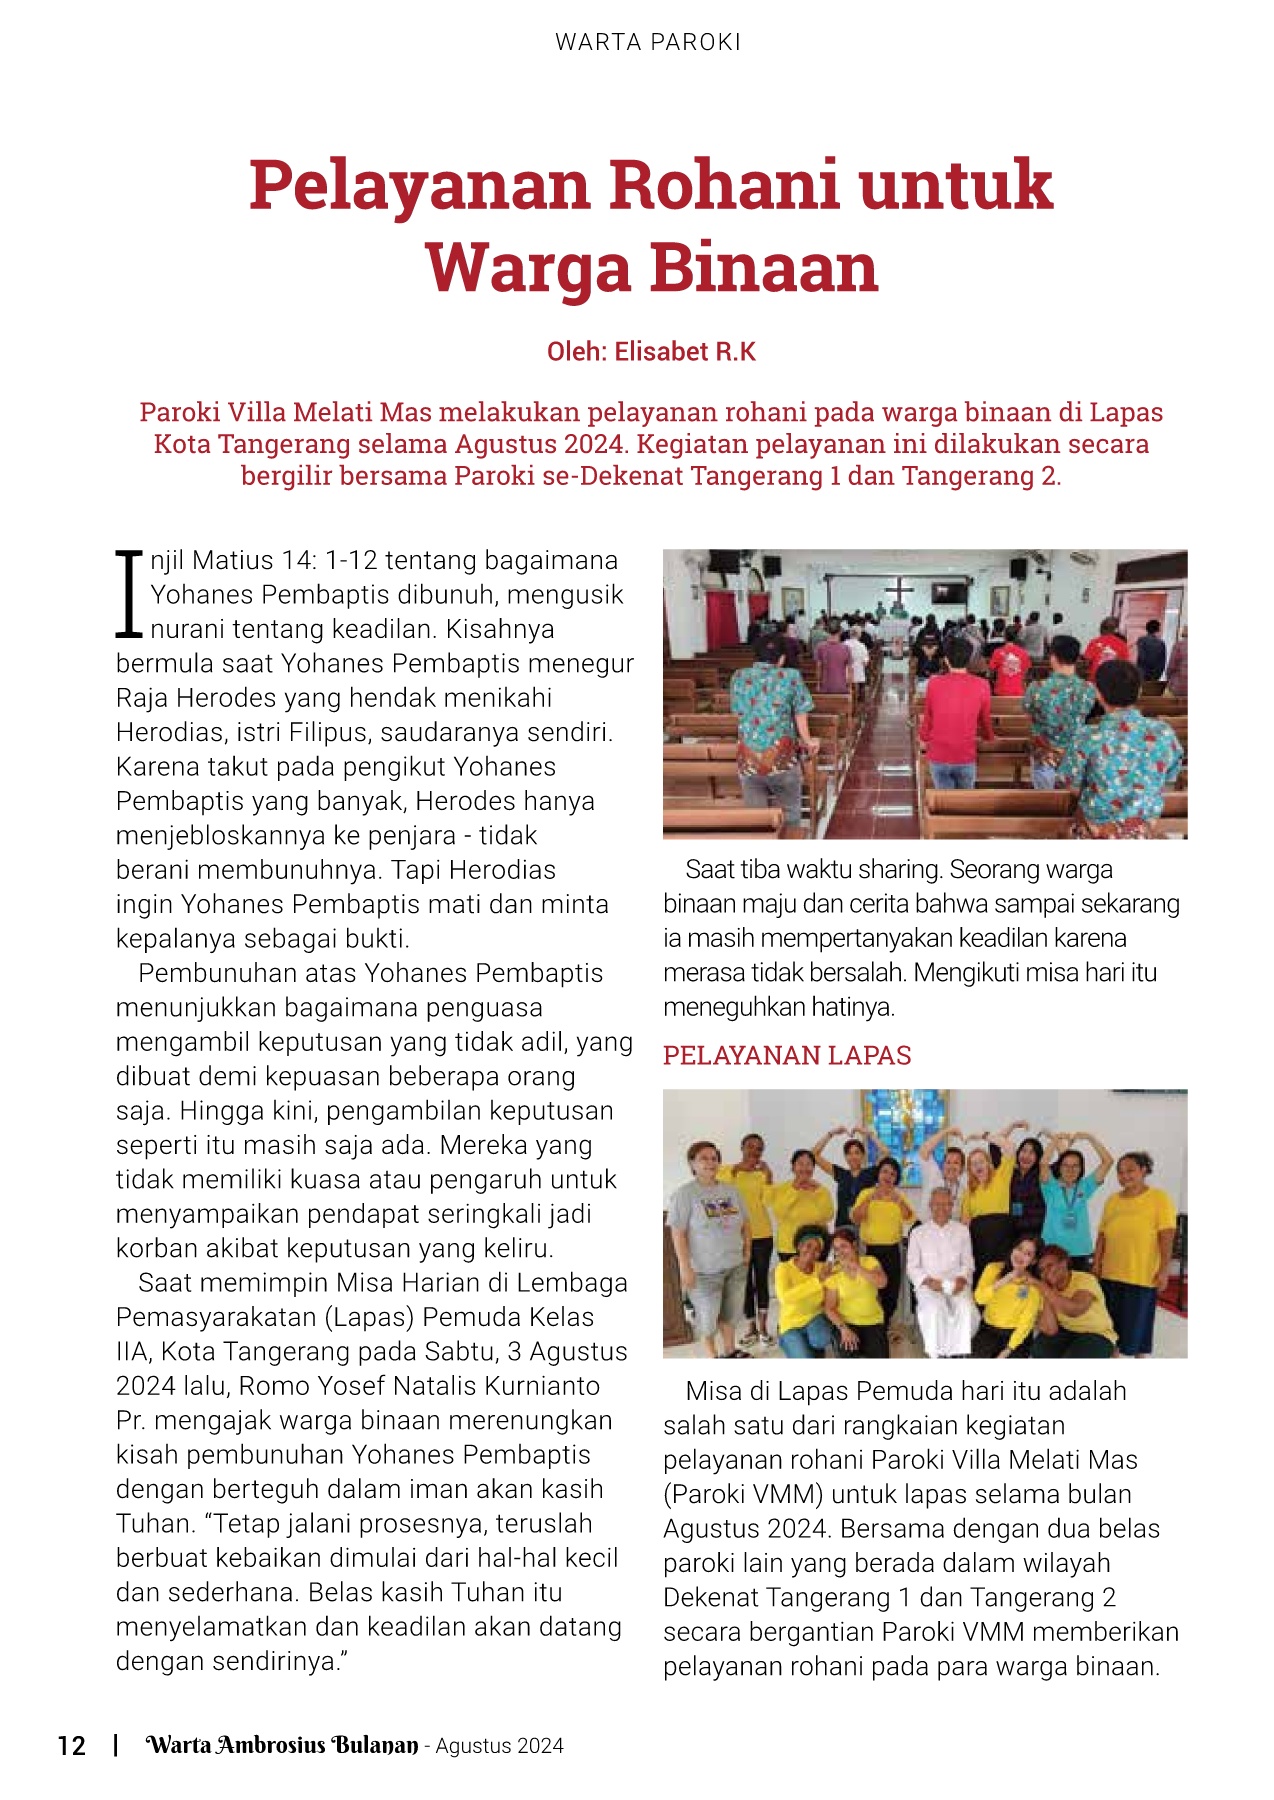 WARTA PAROKI
Pelayanan Rohani untuk
Warga Binaan
Oleh: Elisabet R.K
Paroki Villa Melati Mas melakukan pelayanan rohani pada warga binaan di Lapas
Kota Tangerang selama Agustus 2024. Kegiatan pelayanan ini dilakukan secara
bergilir bersama Paroki se-Dekenat Tangerang 1 dan Tangerang 2.
Injil Matius 14: 1-12 tentang bagaimana
Yohanes Pembaptis dibunuh, mengusik
nurani tentang keadilan. Kisahnya
bermula saat Yohanes Pembaptis menegur
Raja Herodes yang hendak menikahi
Herodias, istri Filipus, saudaranya sendiri.
Karena takut pada pengikut Yohanes
Pembaptis yang banyak, Herodes hanya
menjebloskannya ke penjara - tidak
berani membunuhnya. Tapi Herodias
ingin Yohanes Pembaptis mati dan minta
kepalanya sebagai bukti.
Pembunuhan atas Yohanes Pembaptis
menunjukkan bagaimana penguasa
mengambil keputusan yang tidak adil, yang
dibuat demi kepuasan beberapa orang
saja. Hingga kini, pengambilan keputusan
seperti itu masih saja ada. Mereka yang
tidak memiliki kuasa atau pengaruh untuk
menyampaikan pendapat seringkali jadi
korban akibat keputusan yang keliru.
Saat memimpin Misa Harian di Lembaga
Pemasyarakatan (Lapas) Pemuda Kelas
IIA, Kota Tangerang pada Sabtu, 3 Agustus
2024 lalu, Romo Yosef Natalis Kurnianto
Pr. mengajak warga binaan merenungkan
kisah pembunuhan Yohanes Pembaptis
dengan berteguh dalam iman akan kasih
Tuhan. “Tetap jalani prosesnya, teruslah
berbuat kebaikan dimulai dari hal-hal kecil
dan sederhana. Belas kasih Tuhan itu
menyelamatkan dan keadilan akan datang
dengan sendirinya.”
Saat tiba waktu sharing. Seorang warga
binaan maju dan cerita bahwa sampai sekarang
ia masih mempertanyakan keadilan karena
merasa tidak bersalah. Mengikuti misa hari itu
meneguhkan hatinya.
PELAYANAN LAPAS
Misa di Lapas Pemuda hari itu adalah
salah satu dari rangkaian kegiatan
pelayanan rohani Paroki Villa Melati Mas
(Paroki VMM) untuk lapas selama bulan
Agustus 2024. Bersama dengan dua belas
paroki lain yang berada dalam wilayah
Dekenat Tangerang 1 dan Tangerang 2
secara bergantian Paroki VMM memberikan
pelayanan rohani pada para warga binaan.
12 | Warta Ambrosius Bulanan - Agustus 2024